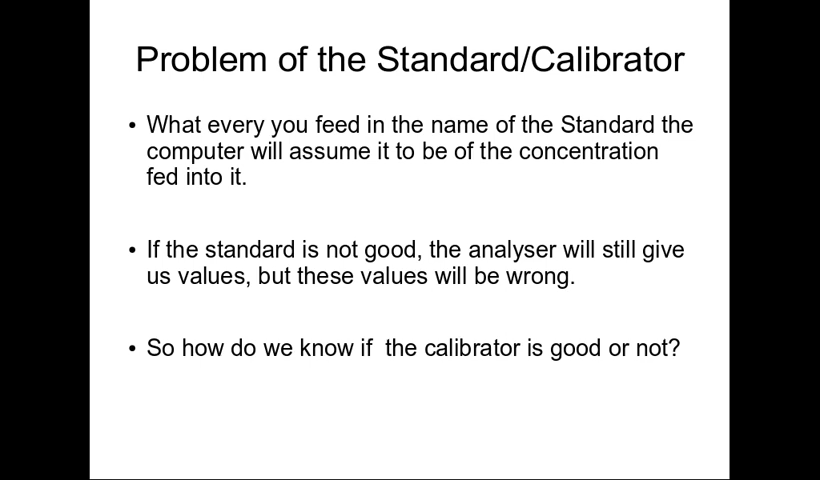 Problem of the Standard/Calibrator
• What every you feed in the name of the Standard the
computer will assume it to be of the concentration
fed into it.
• If the standard is not good, the analyser will still give
us values, but these values will be wrong.
• So how do we know if  the calibrator is good or not?